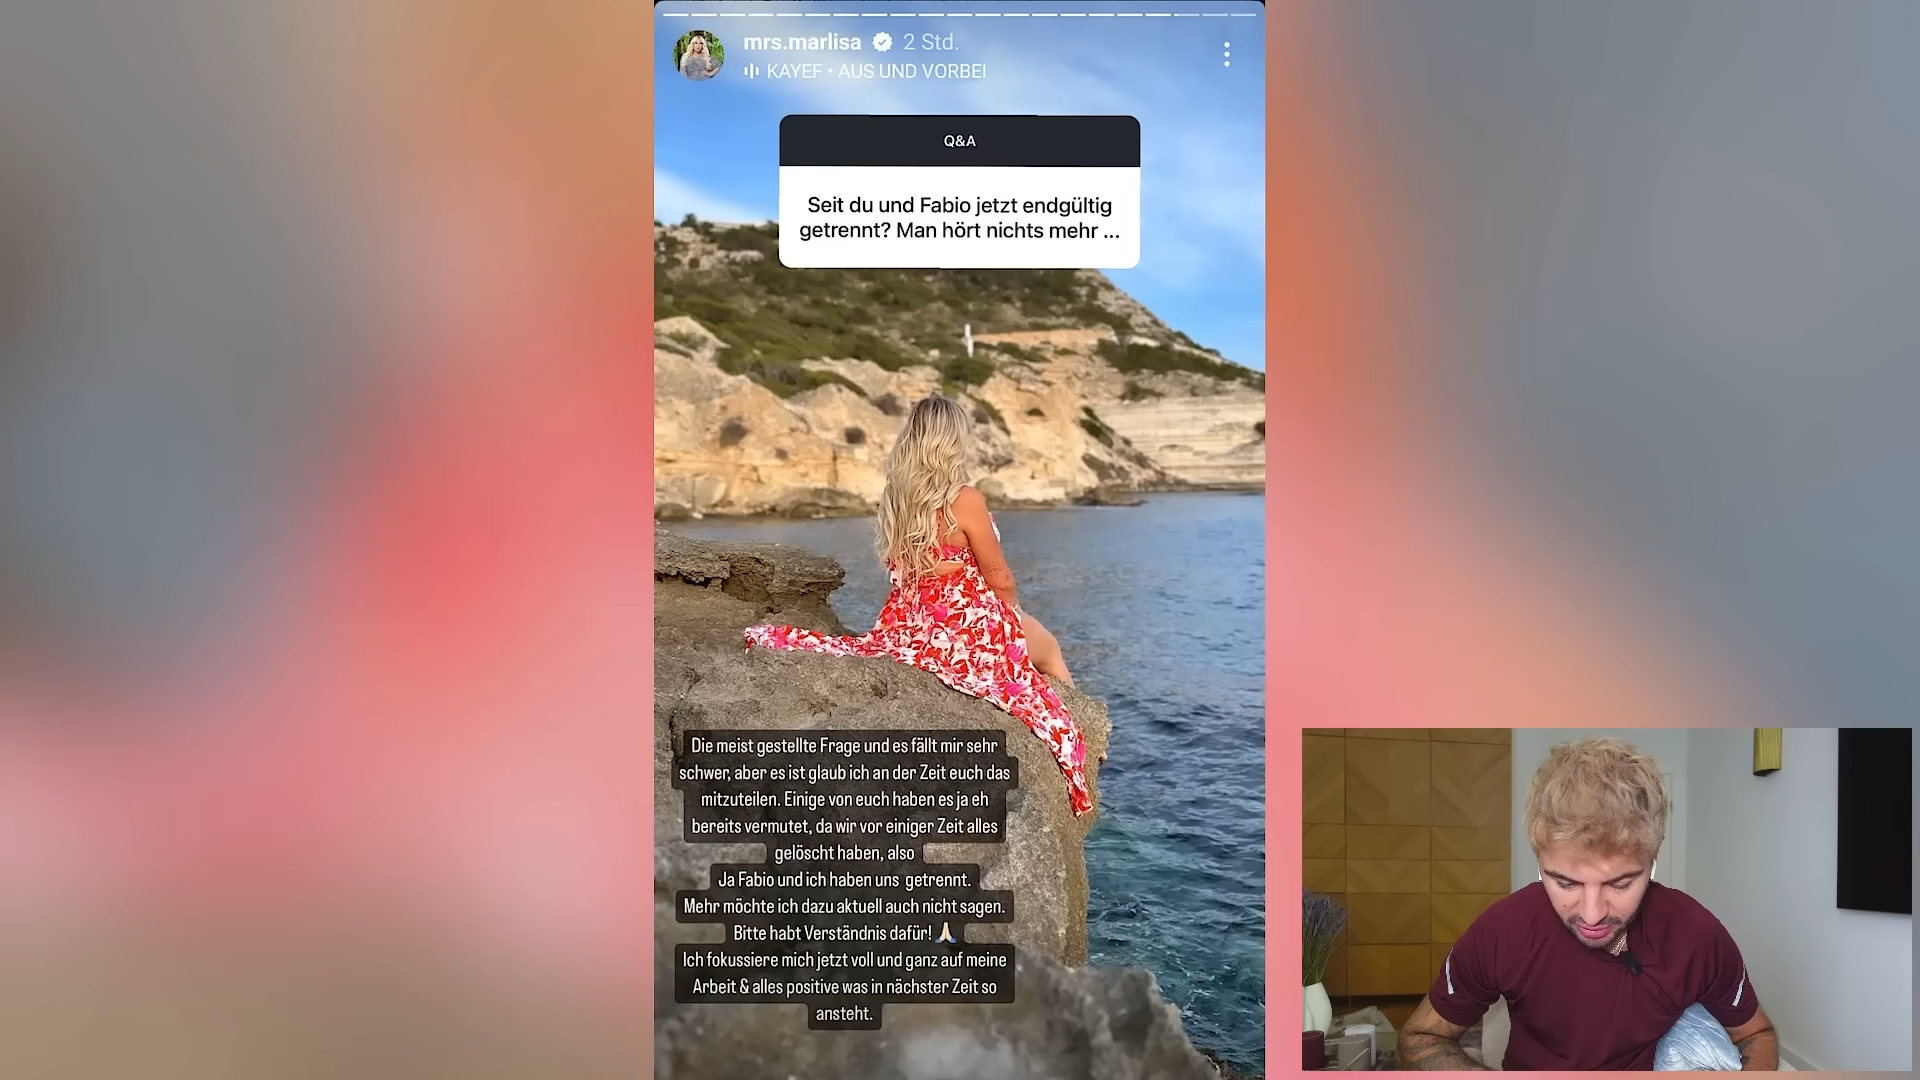 mrs.marlisa 2 Std.
KAYEF • AUS UND VORBEI
Q&A
Seit du und Fabio jetzt endgültig
getrennt? Man hört nichts mehr ...
Die meist gestellte Frage und es fällt mir sehr
schwer, aber es ist glaub ich an der Zeit euch das
mitzuteilen. Einige von euch haben es ja eh
bereits vermutet, da wir vor einiger Zeit alles
gelöscht haben, also
Ja Fabio und ich haben uns getrennt.
Mehr möchte ich dazu aktuell auch nicht sagen.
Bitte habt Verständnis dafür! 🙏🏻
Ich fokussiere mich jetzt voll und ganz auf meine
Arbeit & alles positive was in nächster Zeit so
ansteht.